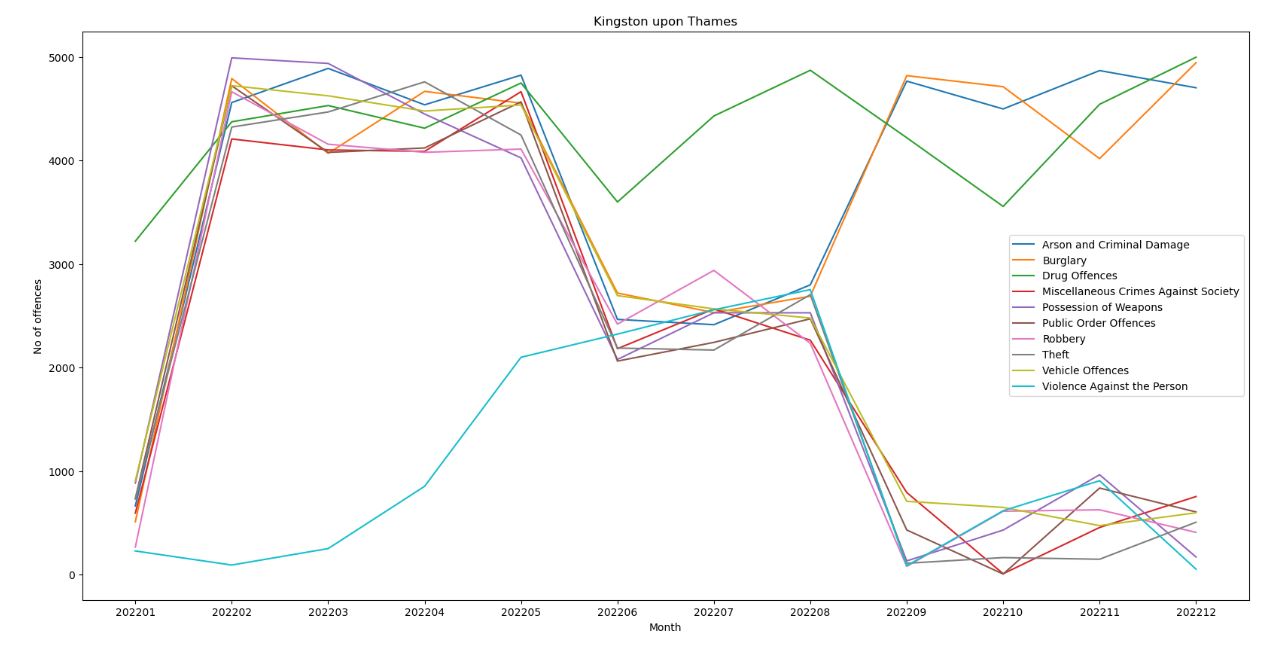 Kingston upon Thames
5000
4000
3000
2000
1000
0
No of offences
Arson and Criminal Damage
Burglary
Drug Offences
Miscellaneous Crimes Against Society
Possession of Weapons
Public Order Offences
Robbery
Theft
Vehicle Offences
Violence Against the Person
202201 202202 202203 202204 202205 202206 202207 202208 202209 202210 202211 202212
Month